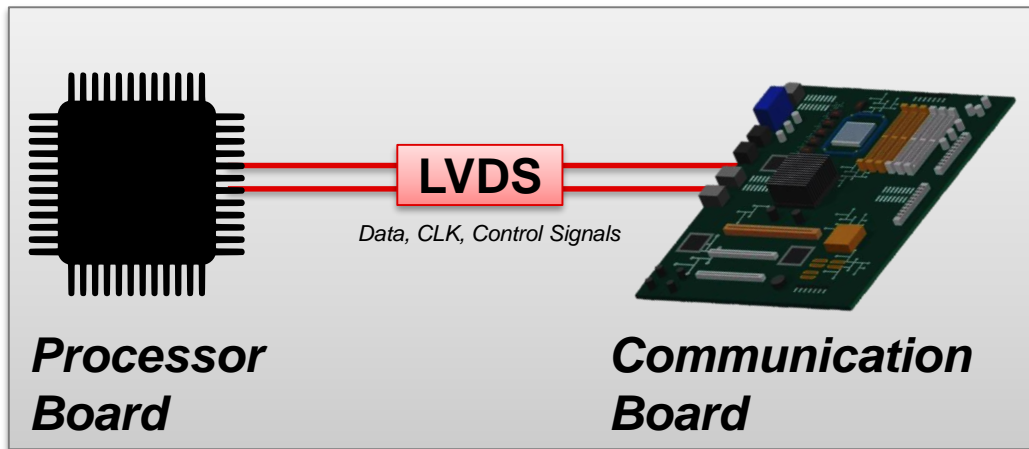 LVDS
Data, CLK, Control Signals
Processor
Board
Communication
Board